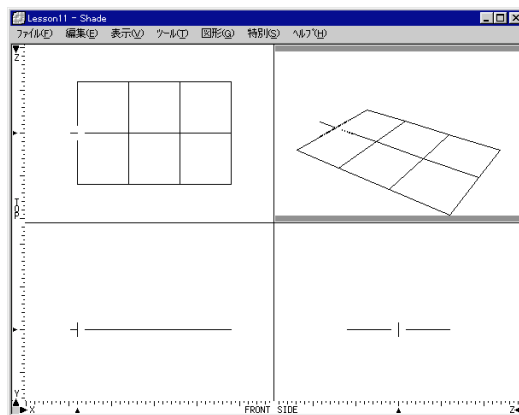 Lesson11 - Shade
ファイル(F) 編集(E) 表示(V) ツール(T) 図形(G) 特別(S) ヘルプ(H)
Z
TOP
Y
X FRONT SIDE Z